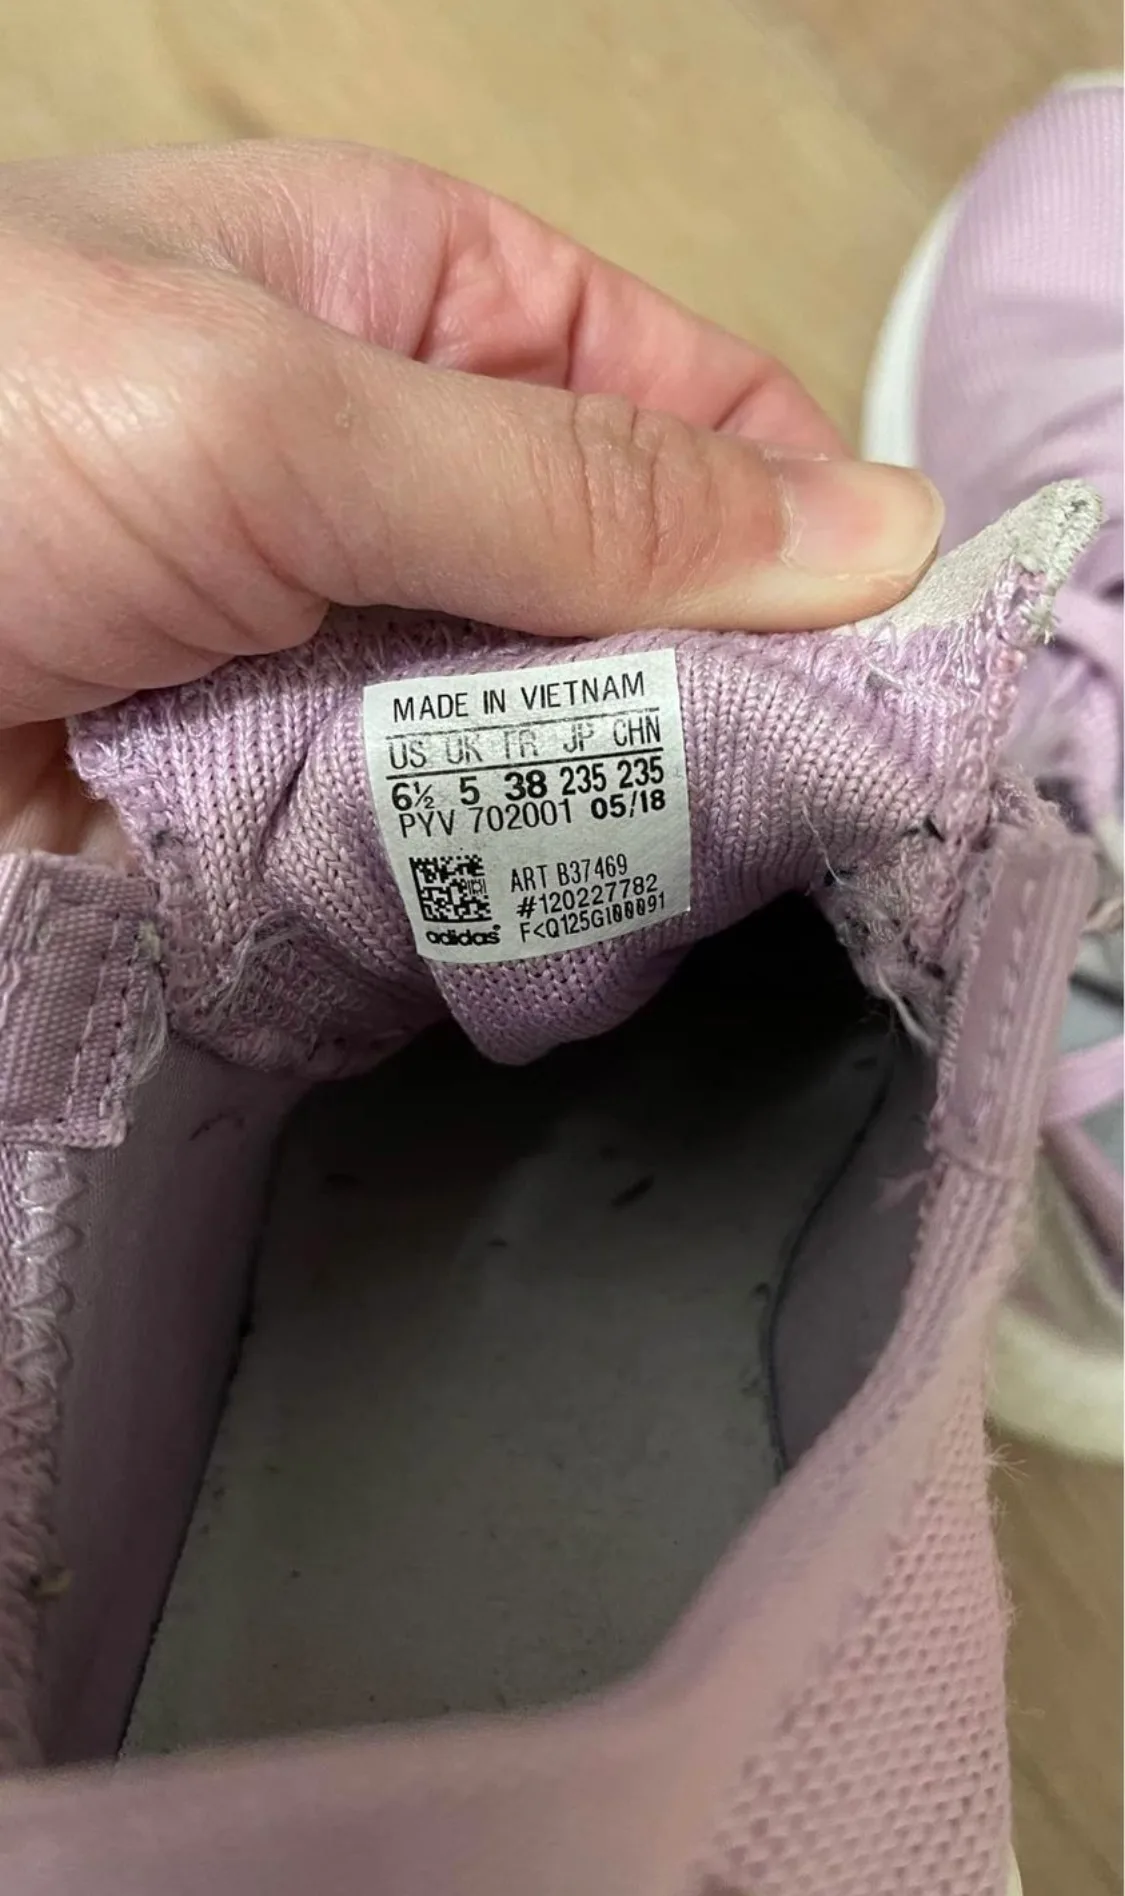 MADE IN VIETNAM
US UK FR JP CHN
6½ 5 38 235 235
PYV 702001 05/18
ART B37469
#120227782
F<Q125GI00091
adidas